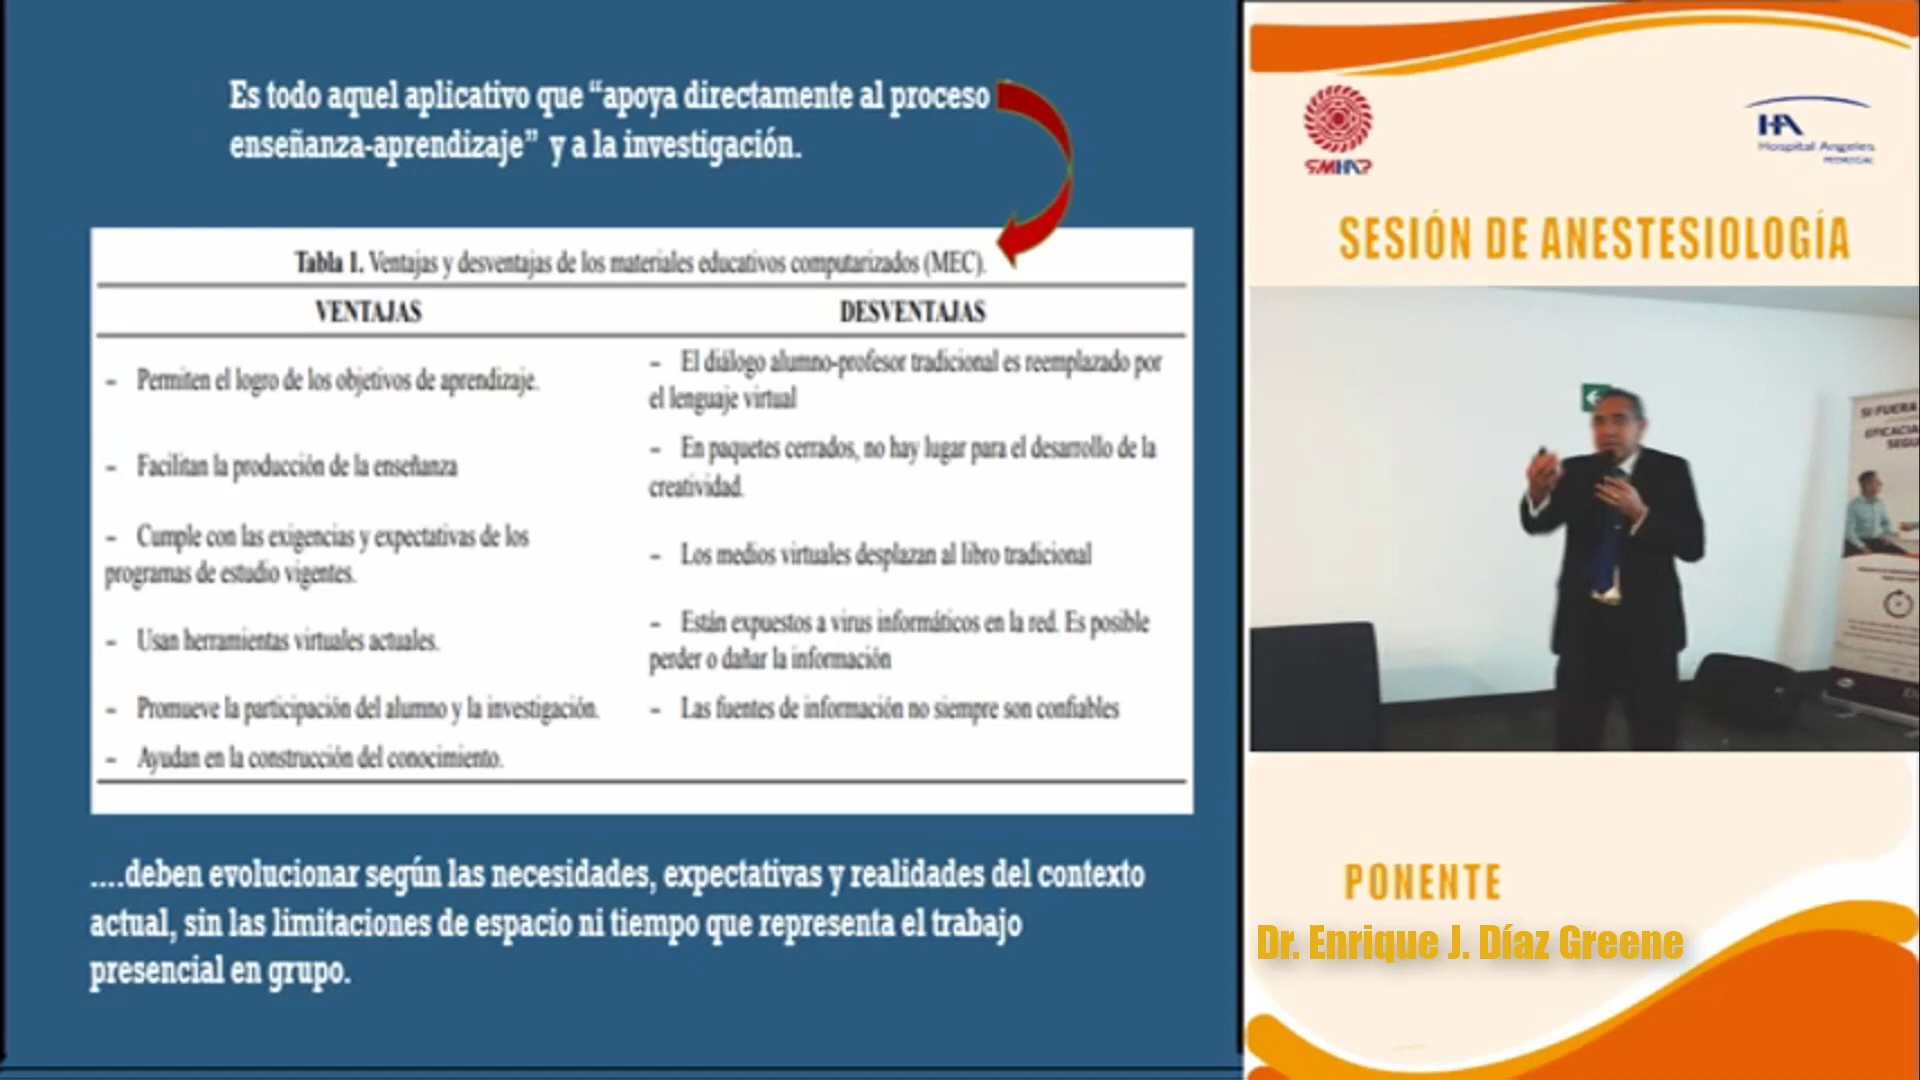 Es todo aquel aplicativo que “apoya directamente al proceso
enseñanza-aprendizaje” y a la investigación.
Tabla 1. Ventajas y desventajas de los materiales educativos computarizados (MEC).
VENTAJAS
DESVENTAJAS
- Permiten el logro de los objetivos de aprendizaje.
- Facilitan la producción de la enseñanza
- Cumple con las exigencias y expectativas de los
programas de estudio vigentes.
- Usan herramientas virtuales actuales.
- Promueve la participación del alumno y la investigación.
- Ayudan en la construcción del conocimiento.
- El diálogo alumno-profesor tradicional es reemplazado por
el lenguaje virtual
- En paquetes cerrados, no hay lugar para el desarrollo de la
creatividad.
- Los medios virtuales desplazan al libro tradicional
- Están expuestos a virus informáticos en la red. Es posible
perder o dañar la información
- Las fuentes de información no siempre son confiables
....deben evolucionar según las necesidades, expectativas y realidades del contexto
actual, sin las limitaciones de espacio ni tiempo que representa el trabajo
presencial en grupo.
SMHAP
HA
Hospital Angeles
PEDREGAL
SESIÓN DE ANESTESIOLOGÍA
SI FUERA
EFICACIA
SEGU
PONENTE
Dr. Enrique J. Díaz Greene